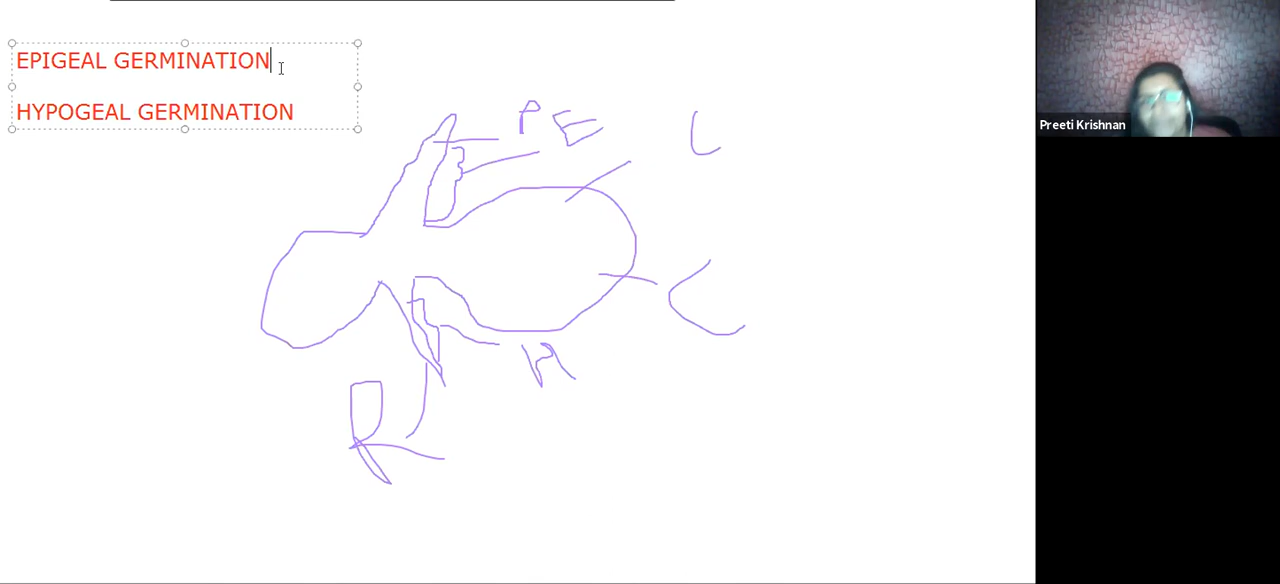 EPIGEAL GERMINATION
HYPOGEAL GERMINATION
P
E
L
C
R
Preeti Krishnan